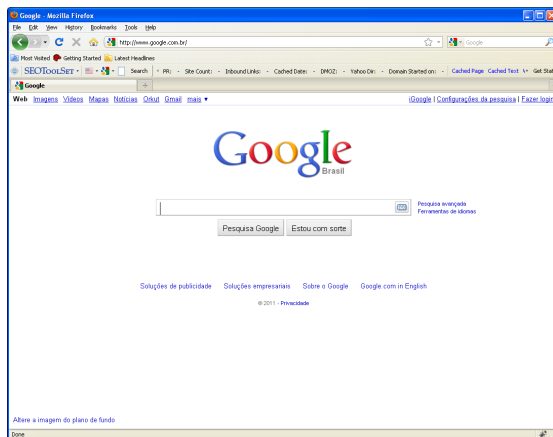 Google - Mozilla Firefox
File Edit View History Bookmarks Tools Help
http://www.google.com.br/ Google
Most Visited Getting Started Latest Headlines
SEOToolSet Search PR: - Site Count: - Inbound Links: - Cached Date: - DMOZ: - Yahoo Dir: - Domain Started on: - Cached Page Cached Text Get Stat
Google
Web Imagens Vídeos Mapas Notícias Orkut Gmail mais ▼ iGoogle | Configurações da pesquisa | Fazer login
Google
Brasil
Pesquisa avançada
Ferramentas de idiomas
Pesquisa Google Estou com sorte
Soluções de publicidade Soluções empresariais Sobre o Google Google.com in English
© 2011 - Privacidade
Altere a imagem do plano de fundo
Done